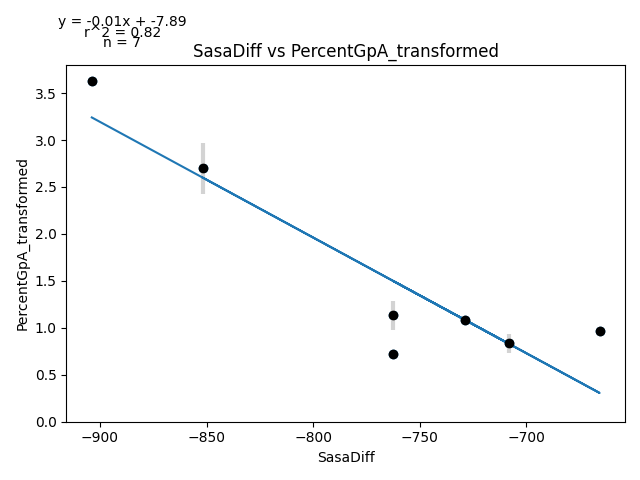 y = -0.01x + -7.89
r^2 = 0.82
n = 7
SasaDiff vs PercentGpA_transformed
3.5
3.0
2.5
2.0
1.5
1.0
0.5
0.0
PercentGpA_transformed
−900
−850
−800
−750
−700
SasaDiff